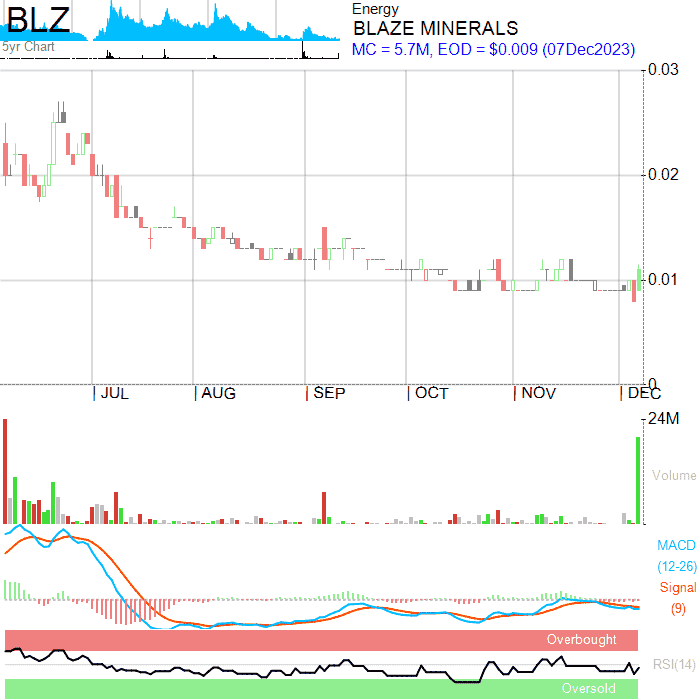 BLZ
5yr Chart
Energy
BLAZE MINERALS
MC = 5.7M, EOD = $0.009 (07Dec2023)
0.03
0.02
0.01
0
JUL AUG SEP OCT NOV DEC
24M
Volume
MACD
(12-26)
Signal
(9)
Overbought
RSI(14)
Oversold